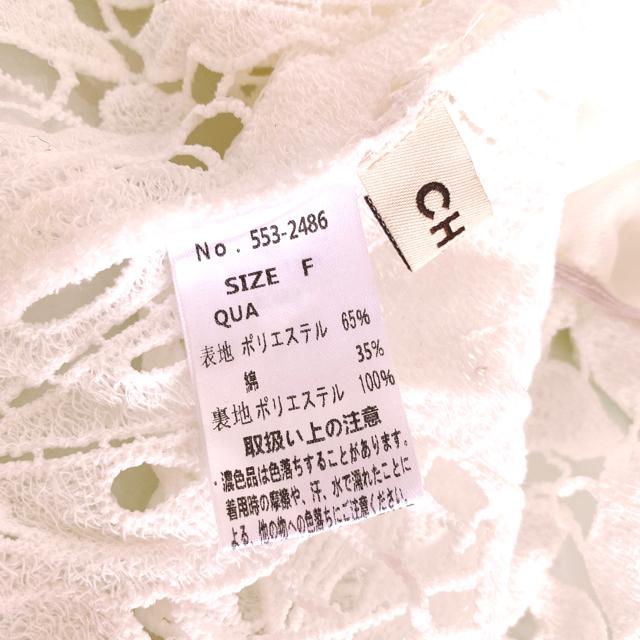 No. 553-2486
SIZE F
QUA
表地 ポリエステル 65%
綿 35%
裏地 ポリエステル 100%
取扱い上の注意
・濃色品は色落ちすることがあります。
着用時の摩擦や、汗、水で濡れたことに
よる、他の物への色落ちにご注意ください。
CH